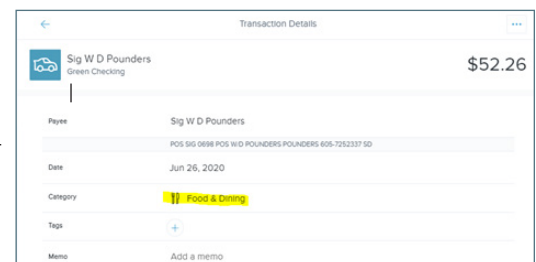 Transaction Details
Sig W D Pounders
Green Checking
$52.26
Payee Sig W D Pounders
POS SIG 0698 POS W/D POUNDERS POUNDERS 605-7252337 SD
Date Jun 26, 2020
Category Food & Dining
Tags
Memo Add a memo